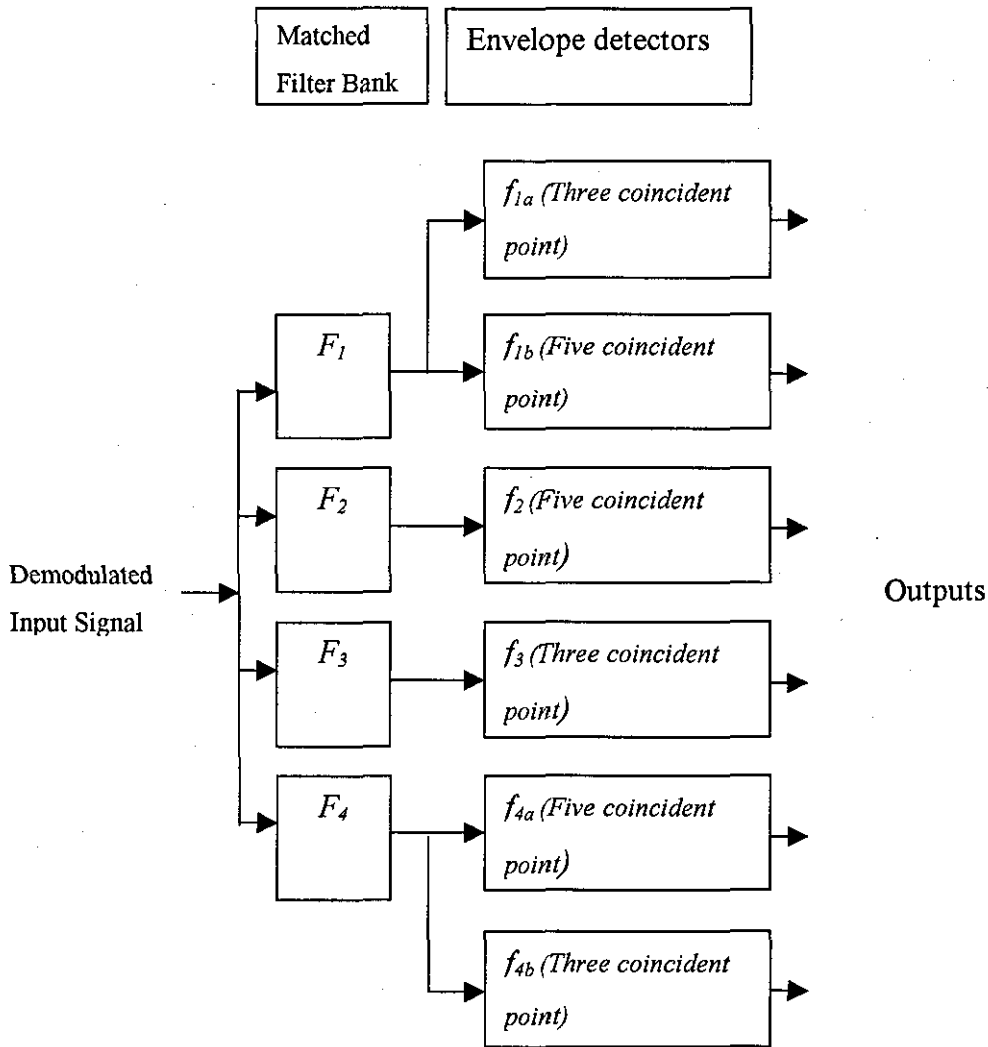 Matched
Filter Bank
Envelope detectors
f1a (Three coincident
point)
F1
f1b (Five coincident
point)
F2
f2 (Five coincident
point)
Demodulated
Input Signal
Outputs
F3
f3 (Three coincident
point)
F4
f4a (Five coincident
point)
f4b (Three coincident
point)